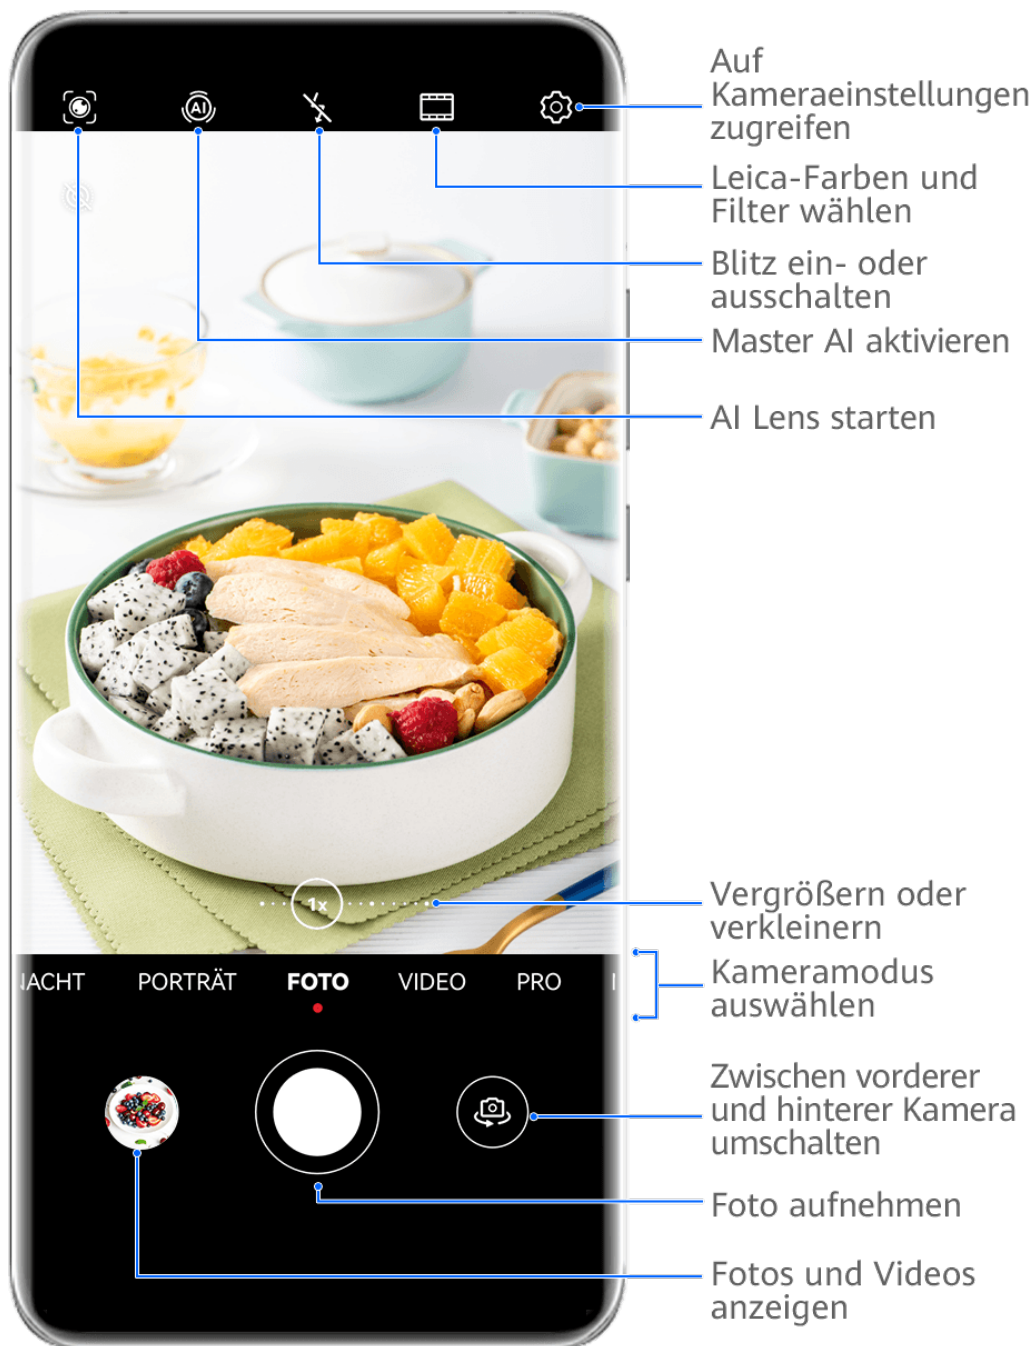 AI
Auf
Kameraeinstellungen
zugreifen
Leica-Farben und
Filter wählen
Blitz ein- oder
ausschalten
Master AI aktivieren
AI Lens starten
1x
Vergrößern oder
verkleinern
PORTRÄT FOTO VIDEO PRO
Kameramodus
auswählen
Zwischen vorderer
und hinterer Kamera
umschalten
Foto aufnehmen
Fotos und Videos
anzeigen